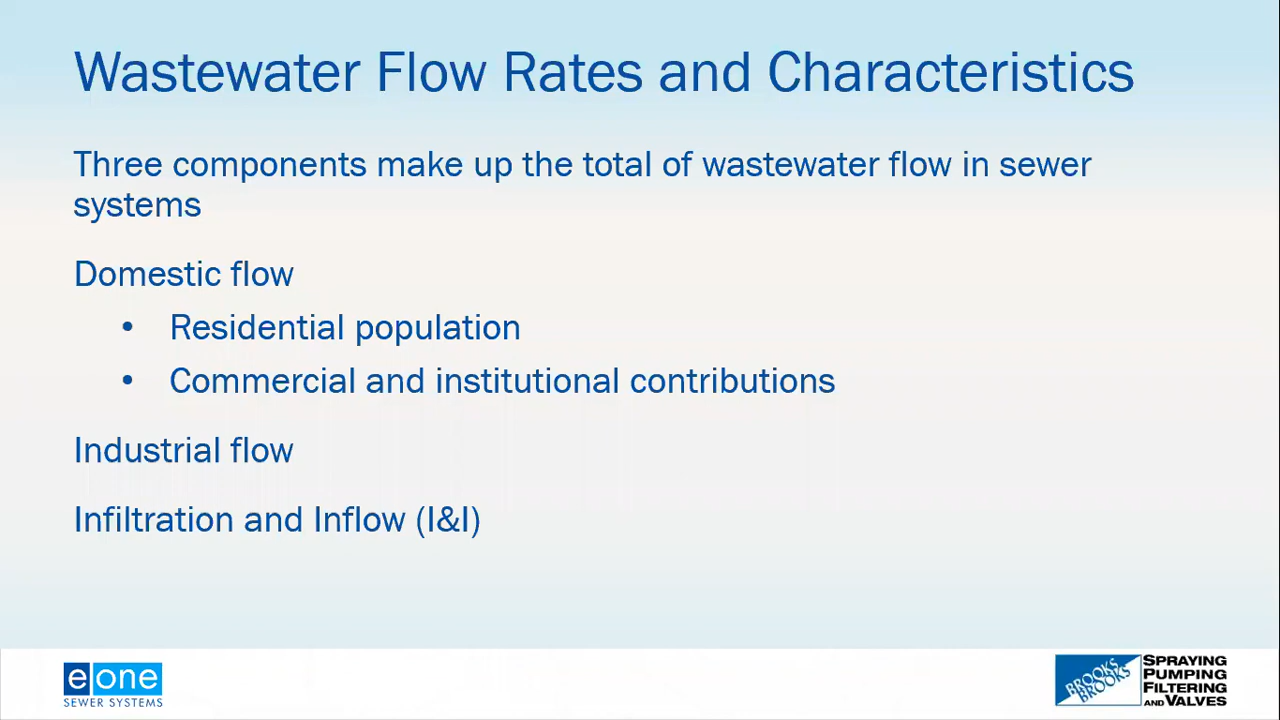 Wastewater Flow Rates and Characteristics
Three components make up the total of wastewater flow in sewer
systems
Domestic flow
• Residential population
• Commercial and institutional contributions
Industrial flow
Infiltration and Inflow (I&I)
eone
SEWER SYSTEMS
BROOKS
BROOKS
SPRAYING
PUMPING
FILTERING
AND VALVES